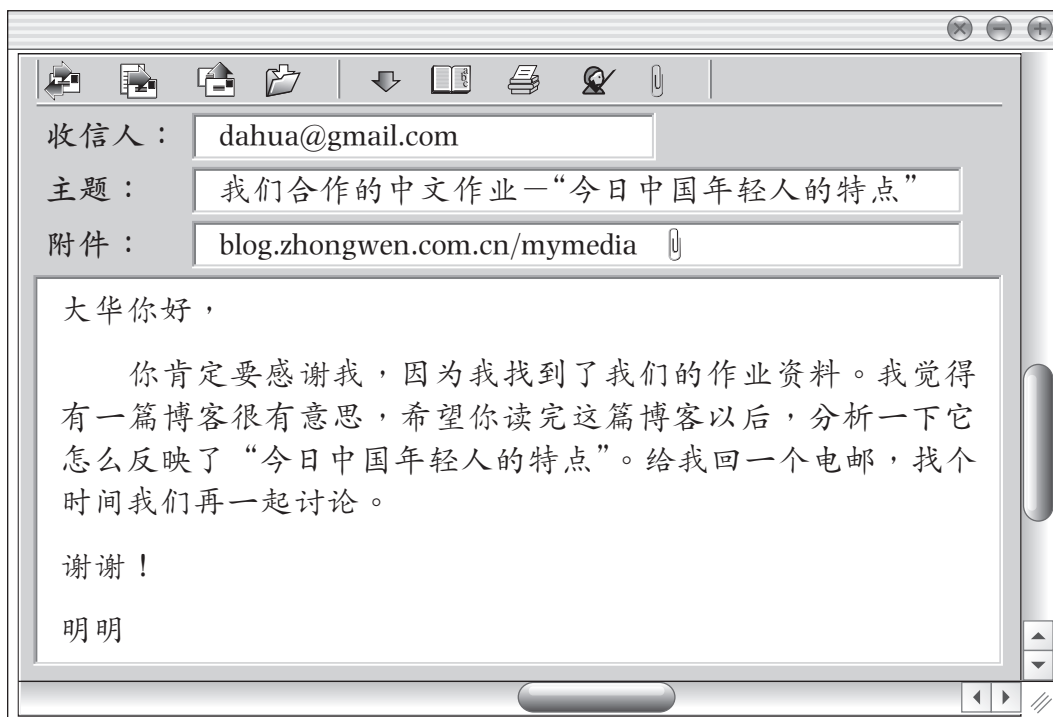 收信人：dahua@gmail.com
主题：我们合作的中文作业－“今日中国年轻人的特点”
附件：blog.zhongwen.com.cn/mymedia
大华你好，
你肯定要感谢我，因为我找到了我们的作业资料。我觉得
有一篇博客很有意思，希望你读完这篇博客以后，分析一下它
怎么反映了“今日中国年轻人的特点”。给我回一个电邮，找个
时间我们再一起讨论。
谢谢！
明明